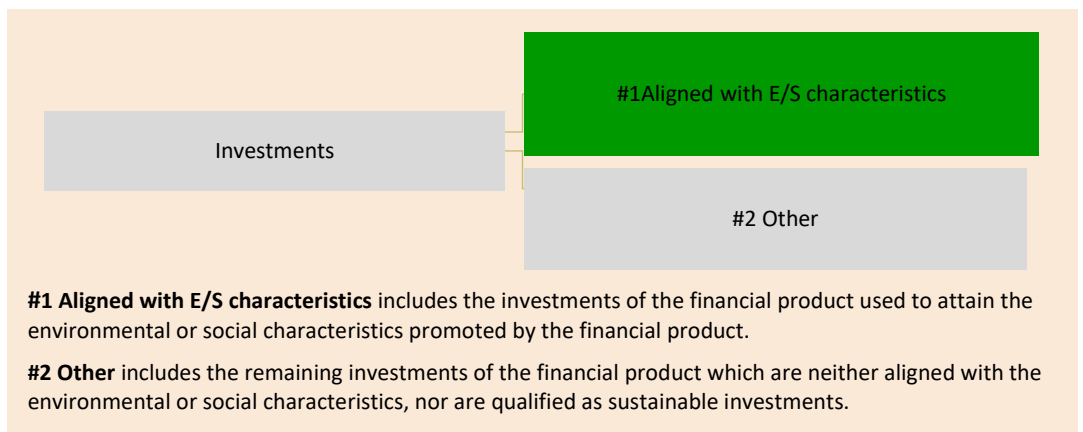 #1Aligned with E/S characteristics
Investments
#2 Other
#1 Aligned with E/S characteristics includes the investments of the financial product used to attain the
environmental or social characteristics promoted by the financial product.
#2 Other includes the remaining investments of the financial product which are neither aligned with the
environmental or social characteristics, nor are qualified as sustainable investments.